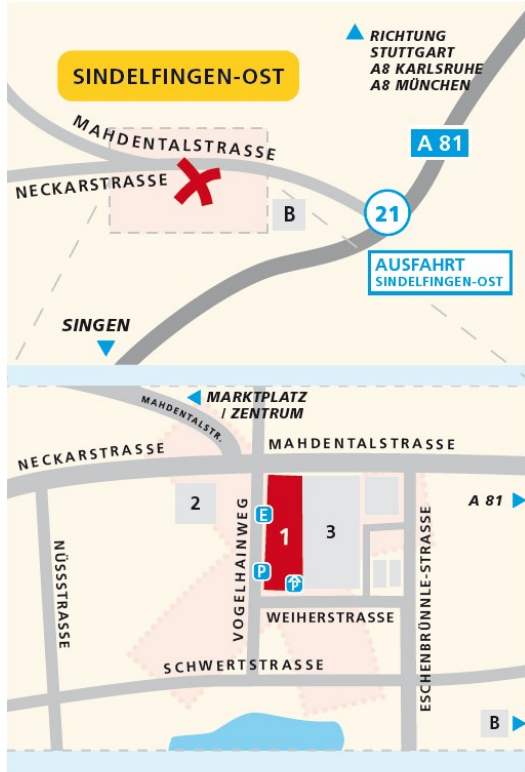 RICHTUNG
STUTTGART
A8 KARLSRUHE
A8 MÜNCHEN
SINDELFINGEN-OST
MAHDENTALSTRASSE
A 81
NECKARSTRASSE
B
21
AUSFAHRT
SINDELFINGEN-OST
SINGEN
MARKTPLATZ
/ ZENTRUM
MAHDENTALSTR.
NECKARSTRASSE
MAHDENTALSTRASSE
2
E
1
3
A 81
VOGELHAINWEG
NÜSSTRASSE
P
P
WEIHERSTRASSE
ESCHENBRÜNNLE-STRASSE
SCHWERTSTRASSE
B